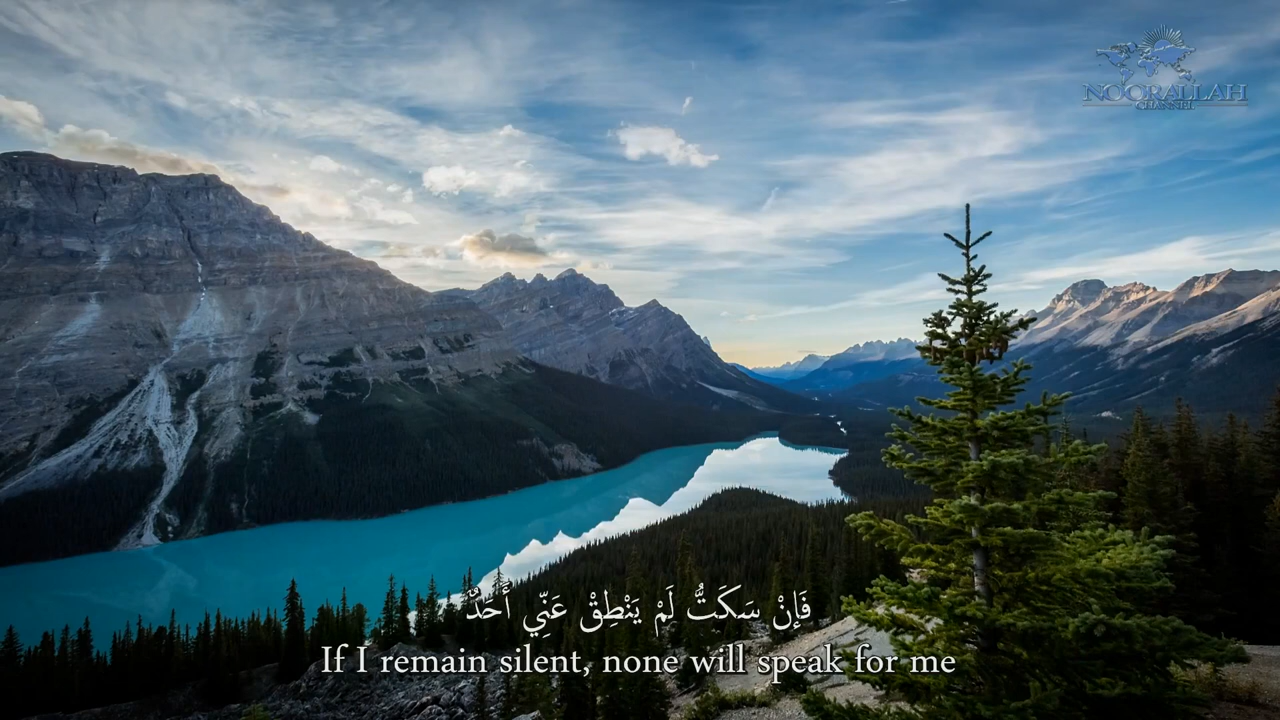 NOORALLAH
CHANNEL
فَإِنْ سَكَتُّ لَمْ يَنْطِقْ عَنِّي أَحَدٌ
If I remain silent, none will speak for me